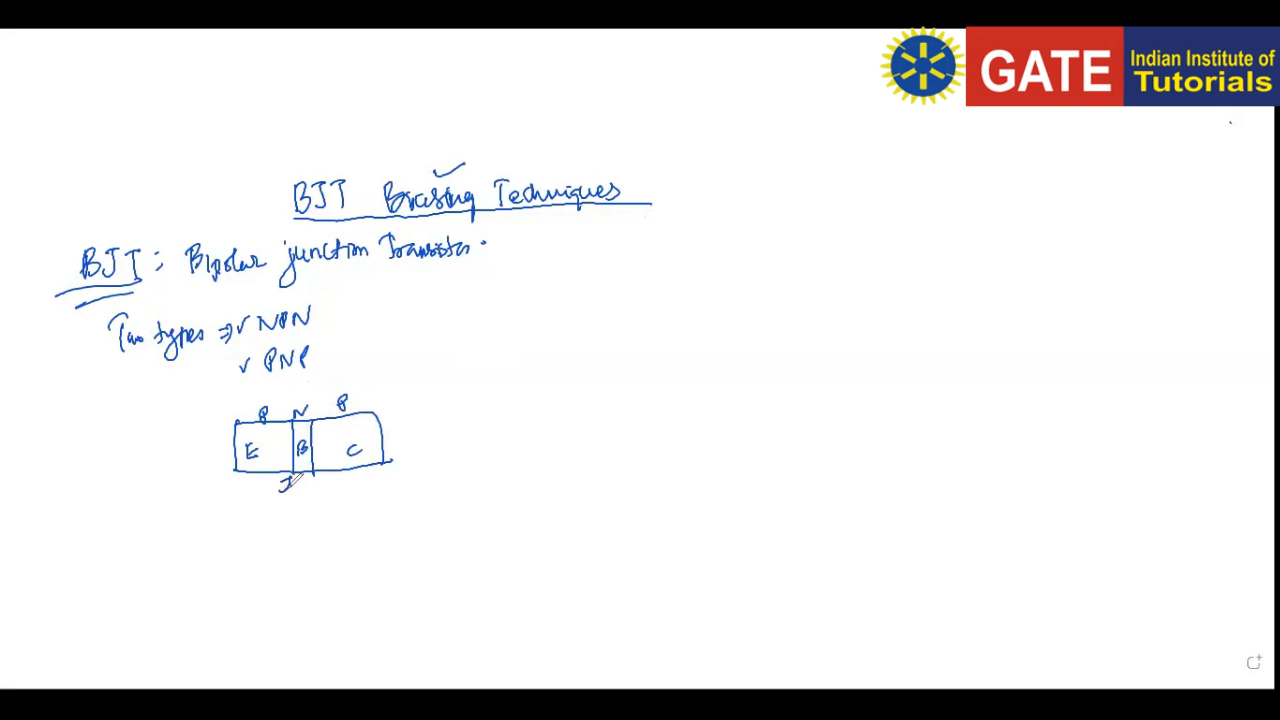 GATE
Indian Institute of
Tutorials
BJT Biasing Techniques
BJT : Bipolar junction Transistor.
Two types ⇒ ✓ NPN
✓ PNP
P N P
E B C
J